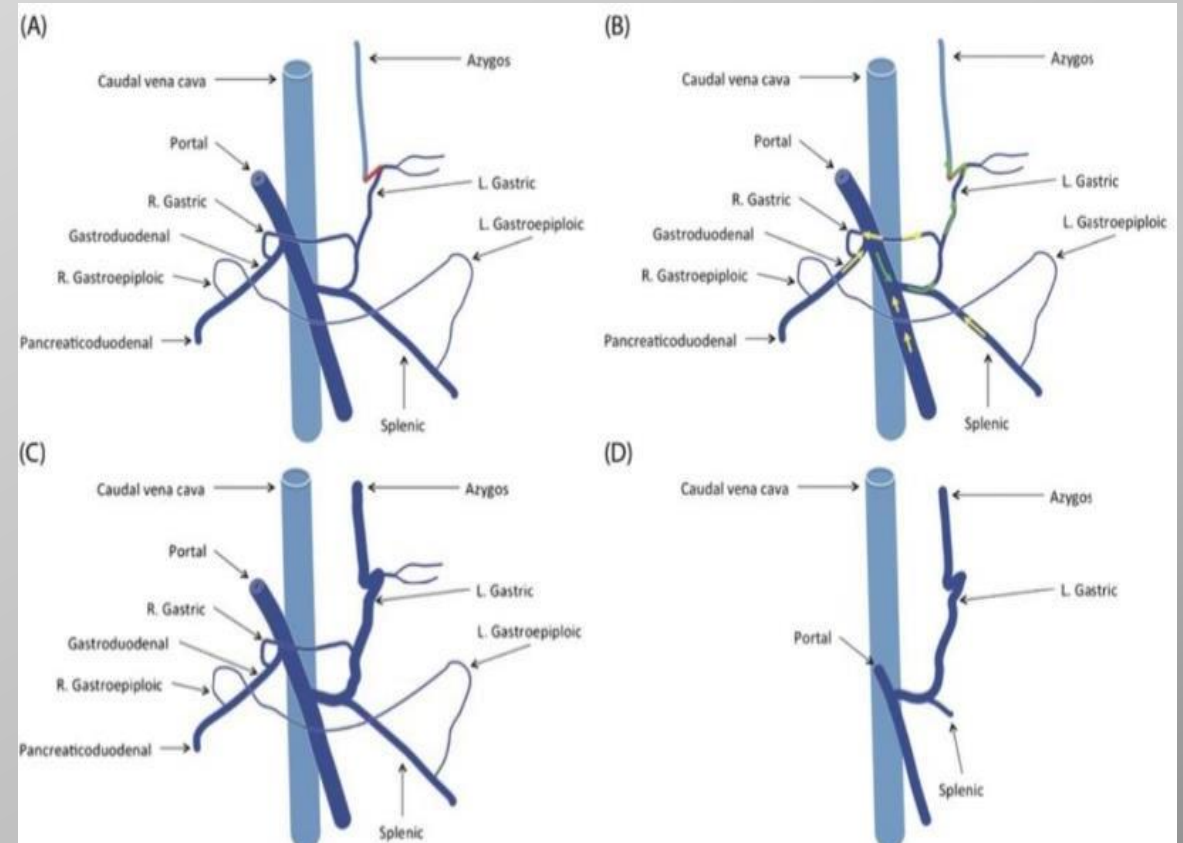 (A)
Azygos
Caudal vena cava
Portal
R. Gastric
L. Gastric
L. Gastroepiploic
Gastroduodenal
R. Gastroepiploic
Pancreaticoduodenal
Splenic
(B)
Azygos
Caudal vena cava
Portal
L. Gastric
R. Gastric
L. Gastroepiploic
Gastroduodenal
R. Gastroepiploic
Pancreaticoduodenal
Splenic
(C)
Caudal vena cava
Azygos
Portal
L. Gastric
R. Gastric
L. Gastroepiploic
Gastroduodenal
R. Gastroepiploic
Pancreaticoduodenal
Splenic
(D)
Caudal vena cava
Azygos
L. Gastric
Portal
Splenic